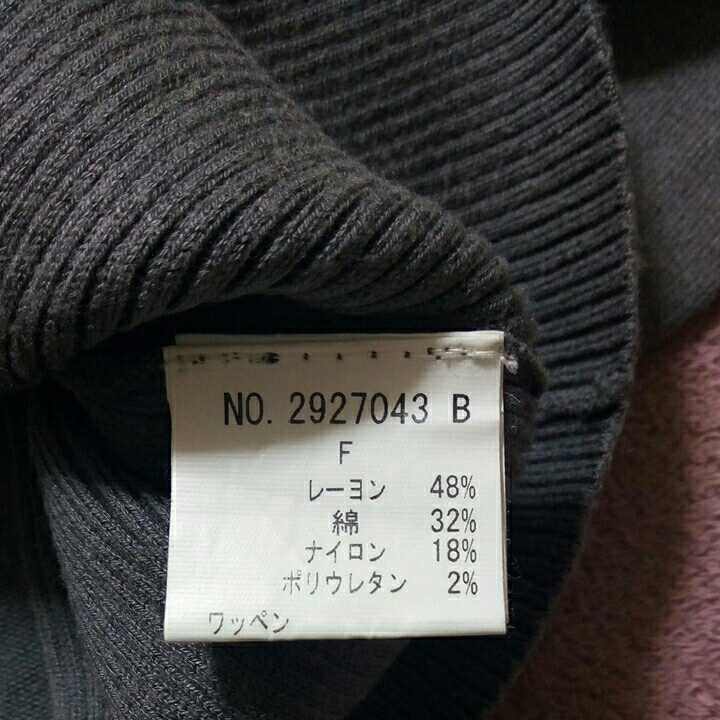 NO. 2927043 B
F
レーヨン 48%
綿 32%
ナイロン 18%
ポリウレタン 2%
ワッペン